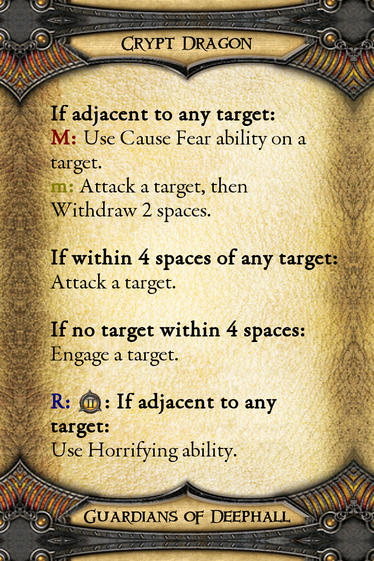 Crypt Dragon
If adjacent to any target:
M: Use Cause Fear ability on a
target.
m: Attack a target, then
Withdraw 2 spaces.
If within 4 spaces of any target:
Attack a target.
If no target within 4 spaces:
Engage a target.
R: II: If adjacent to any
target:
Use Horrifying ability.
Guardians of Deephall